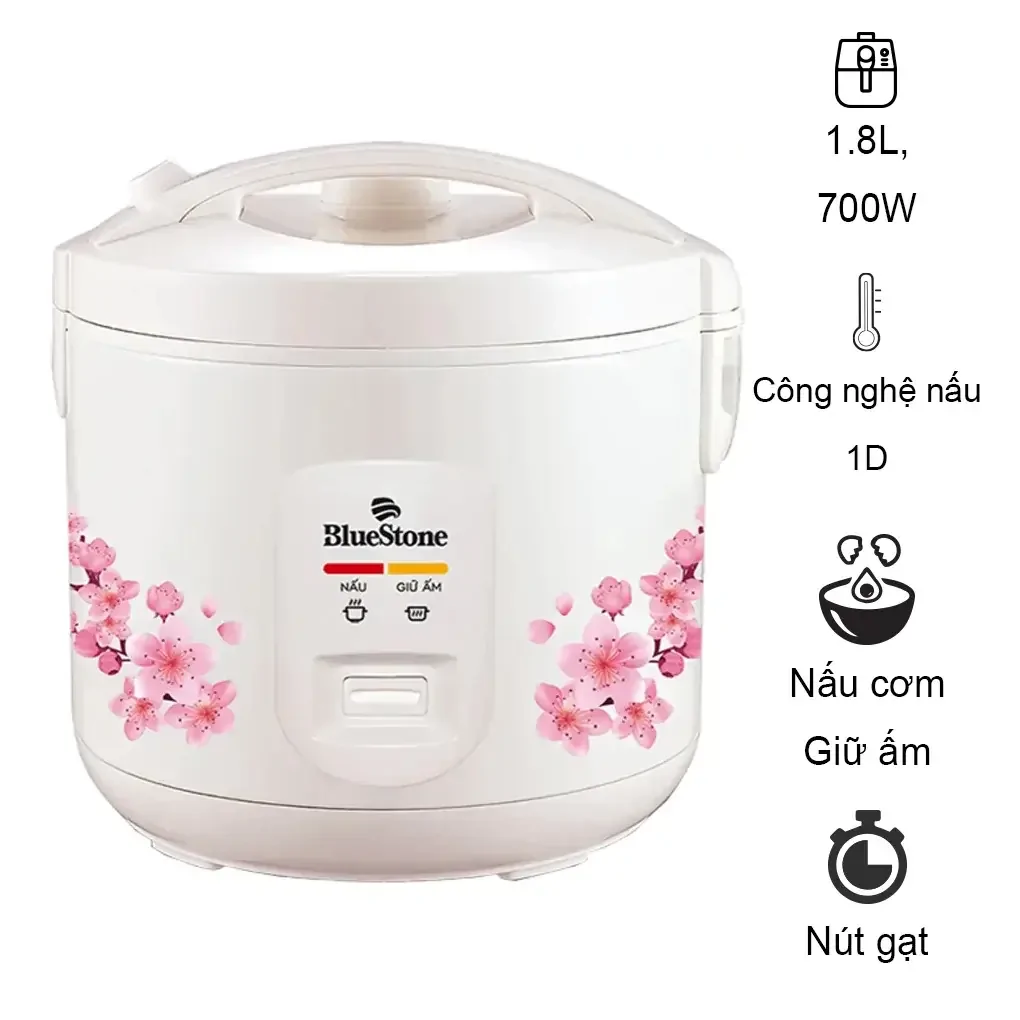 BlueStone
NẤU GIỮ ẤM
1.8L,
700W
Công nghệ nấu
1D
Nấu cơm
Giữ ấm
Nút gạt